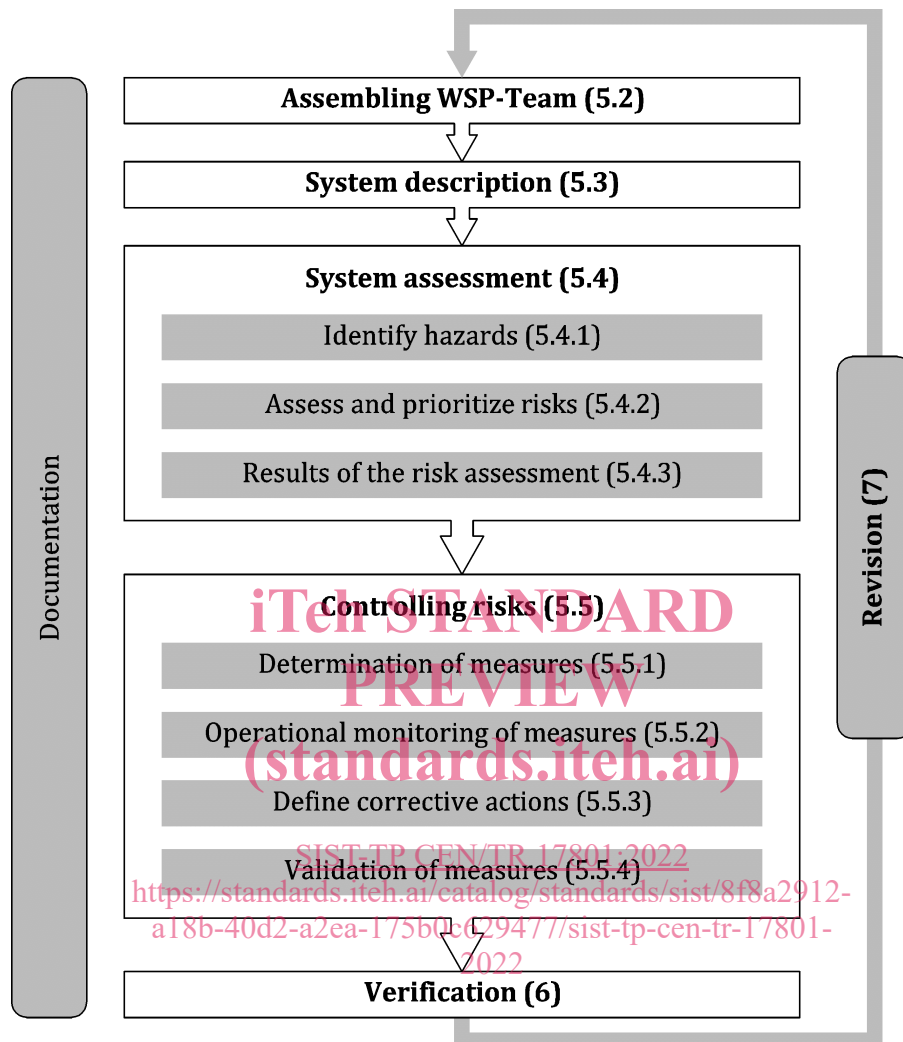 Assembling WSP-Team (5.2)
System description (5.3)
System assessment (5.4)
Identify hazards (5.4.1)
Assess and prioritize risks (5.4.2)
Results of the risk assessment (5.4.3)
Documentation
Revision (7)
Controlling risks (5.5)
iTeh STANDARD
Determination of measures (5.5.1)
PREVIEW
Operational monitoring of measures (5.5.2)
(standards.iteh.ai)
Define corrective actions (5.5.3)
SIST-TP CEN/TR 17801:2022
Validation of measures (5.5.4)
https://standards.iteh.ai/catalog/standards/sist/8f8a2912-
a18b-40d2-a2ea-175b0c629477/sist-tp-cen-tr-17801-
2022
Verification (6)